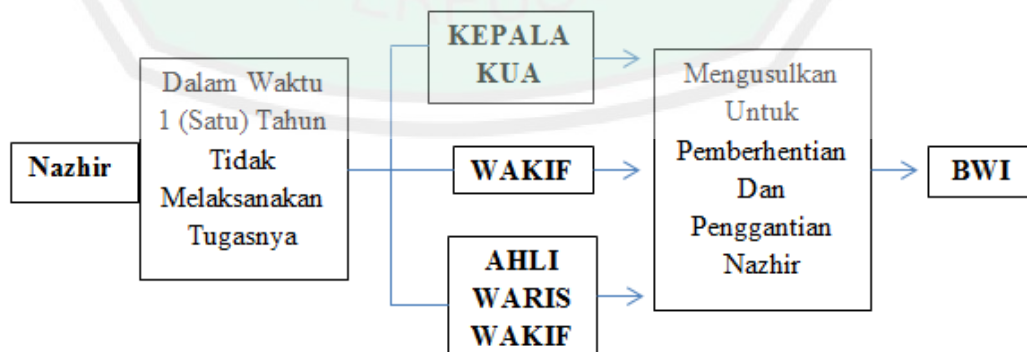 Nazhir
Dalam Waktu
1 (Satu) Tahun
Tidak
Melaksanakan
Tugasnya
KEPALA
KUA
WAKIF
AHLI
WARIS
WAKIF
Mengusulkan
Untuk
Pemberhentian
Dan
Penggantian
Nazhir
BWI